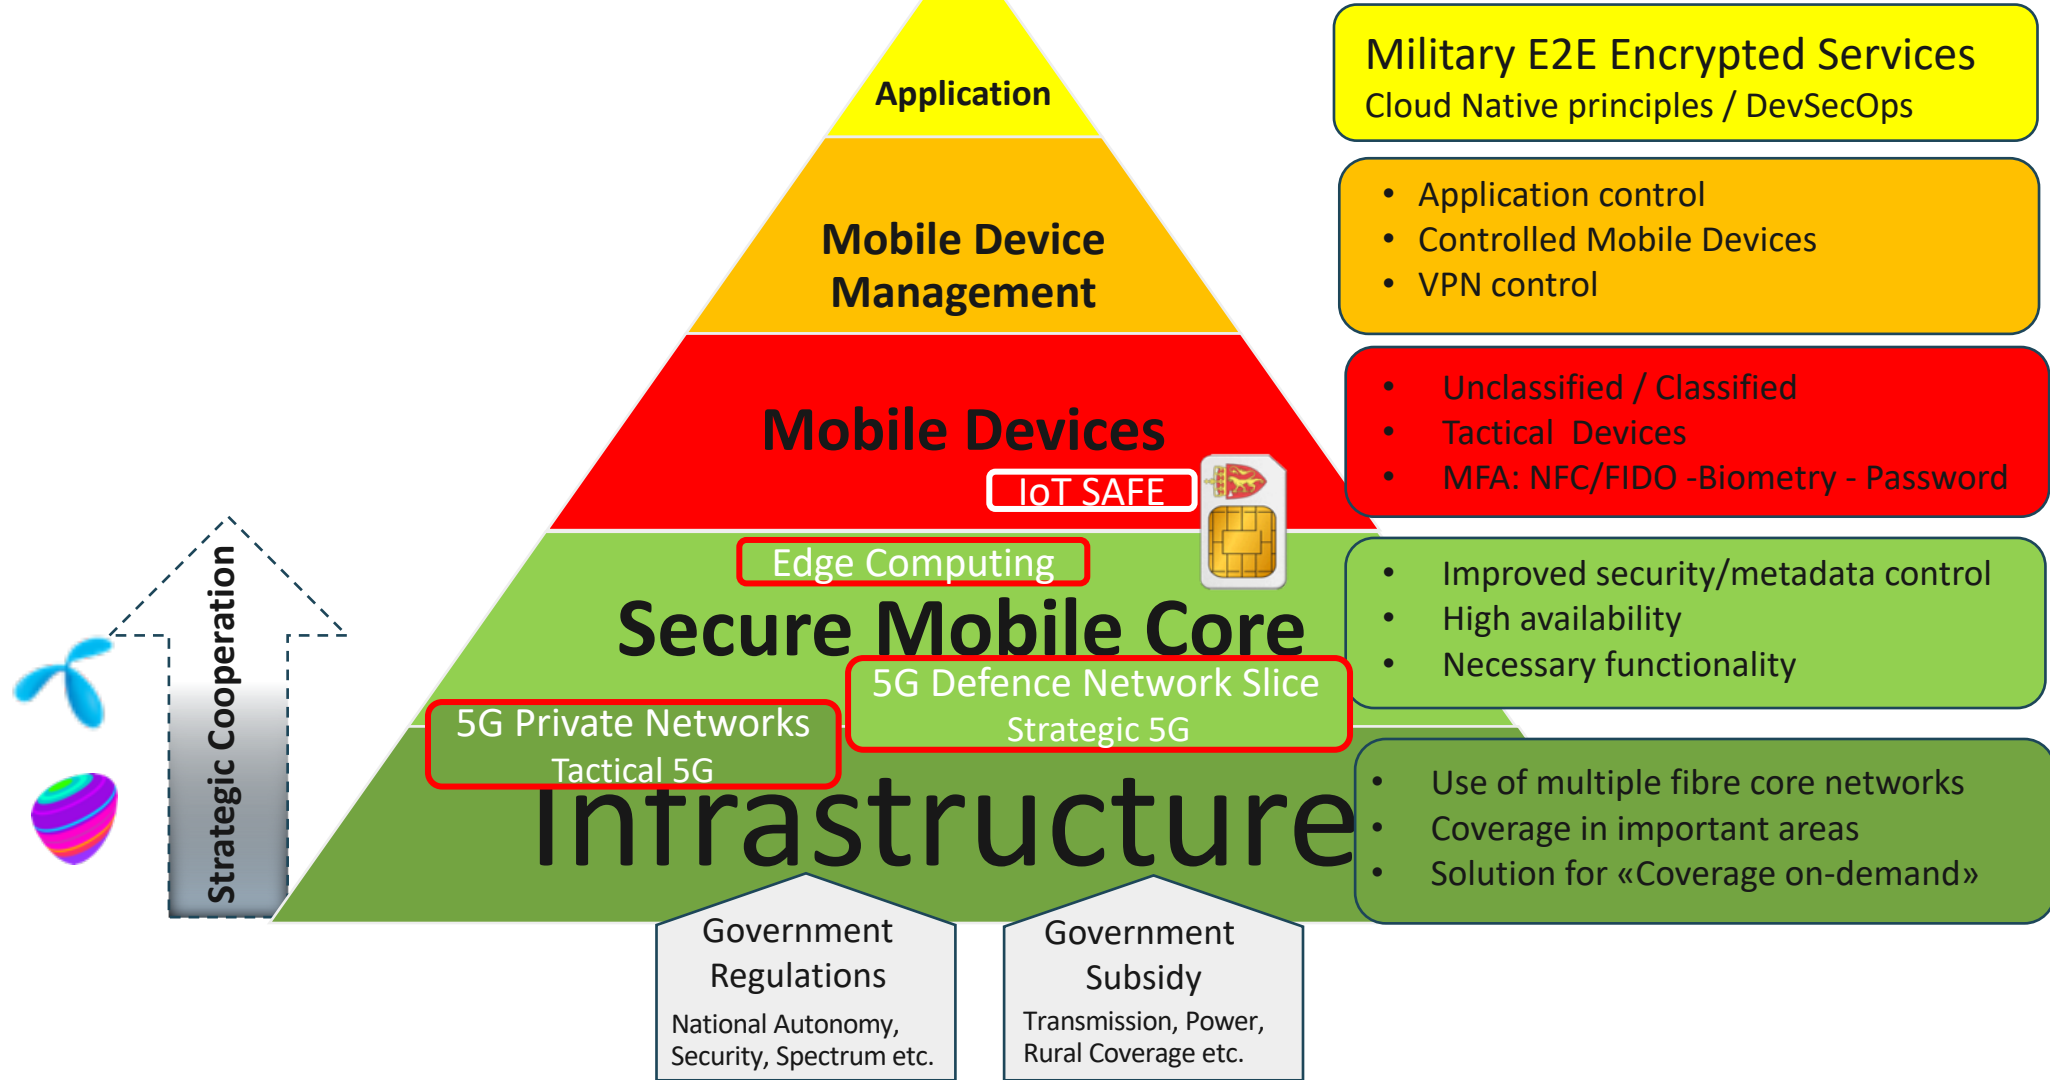 Application
Military E2E Encrypted Services
Cloud Native principles / DevSecOps
Mobile Device
Management
• Application control
• Controlled Mobile Devices
• VPN control
Mobile Devices
IoT SAFE
• Unclassified / Classified
• Tactical Devices
• MFA: NFC/FIDO -Biometry - Password
Edge Computing
Secure Mobile Core
5G Defence Network Slice
Strategic 5G
• Improved security/metadata control
• High availability
• Necessary functionality
5G Private Networks
Tactical 5G
Infrastructure
• Use of multiple fibre core networks
• Coverage in important areas
• Solution for «Coverage on-demand»
Strategic Cooperation
Government
Regulations
National Autonomy,
Security, Spectrum etc.
Government
Subsidy
Transmission, Power,
Rural Coverage etc.